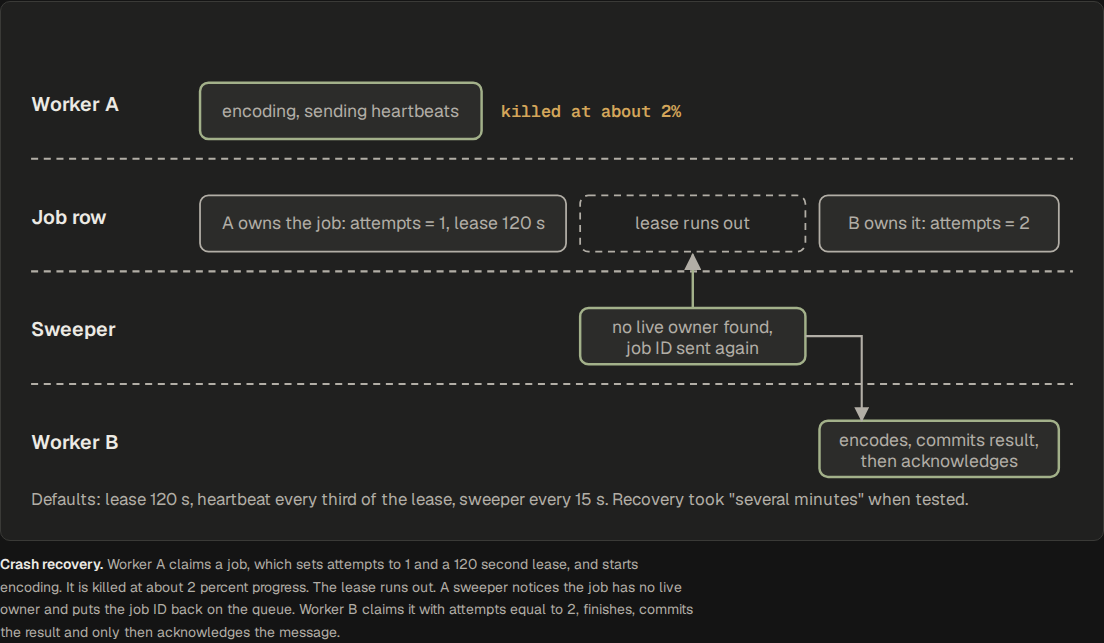 Worker A
encoding, sending heartbeats
killed at about 2%
Job row
A owns the job: attempts = 1, lease 120 s
lease runs out
B owns it: attempts = 2
Sweeper
no live owner found,
job ID sent again
Worker B
encodes, commits result,
then acknowledges
Defaults: lease 120 s, heartbeat every third of the lease, sweeper every 15 s. Recovery took "several minutes" when tested.
Crash recovery. Worker A claims a job, which sets attempts to 1 and a 120 second lease, and starts
encoding. It is killed at about 2 percent progress. The lease runs out. A sweeper notices the job has no live
owner and puts the job ID back on the queue. Worker B claims it with attempts equal to 2, finishes, commits
the result and only then acknowledges the message.